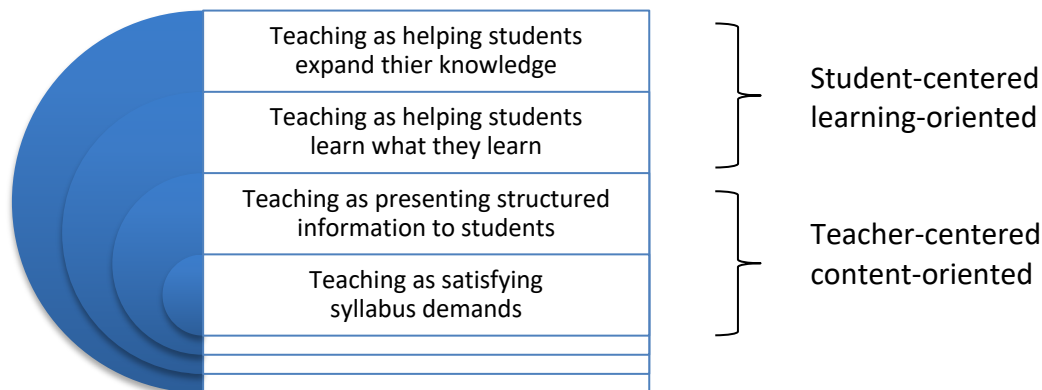 Teaching as helping students
expand thier knowledge
Teaching as helping students
learn what they learn
Teaching as presenting structured
information to students
Teaching as satisfying
syllabus demands
Student-centered
learning-oriented
Teacher-centered
content-oriented